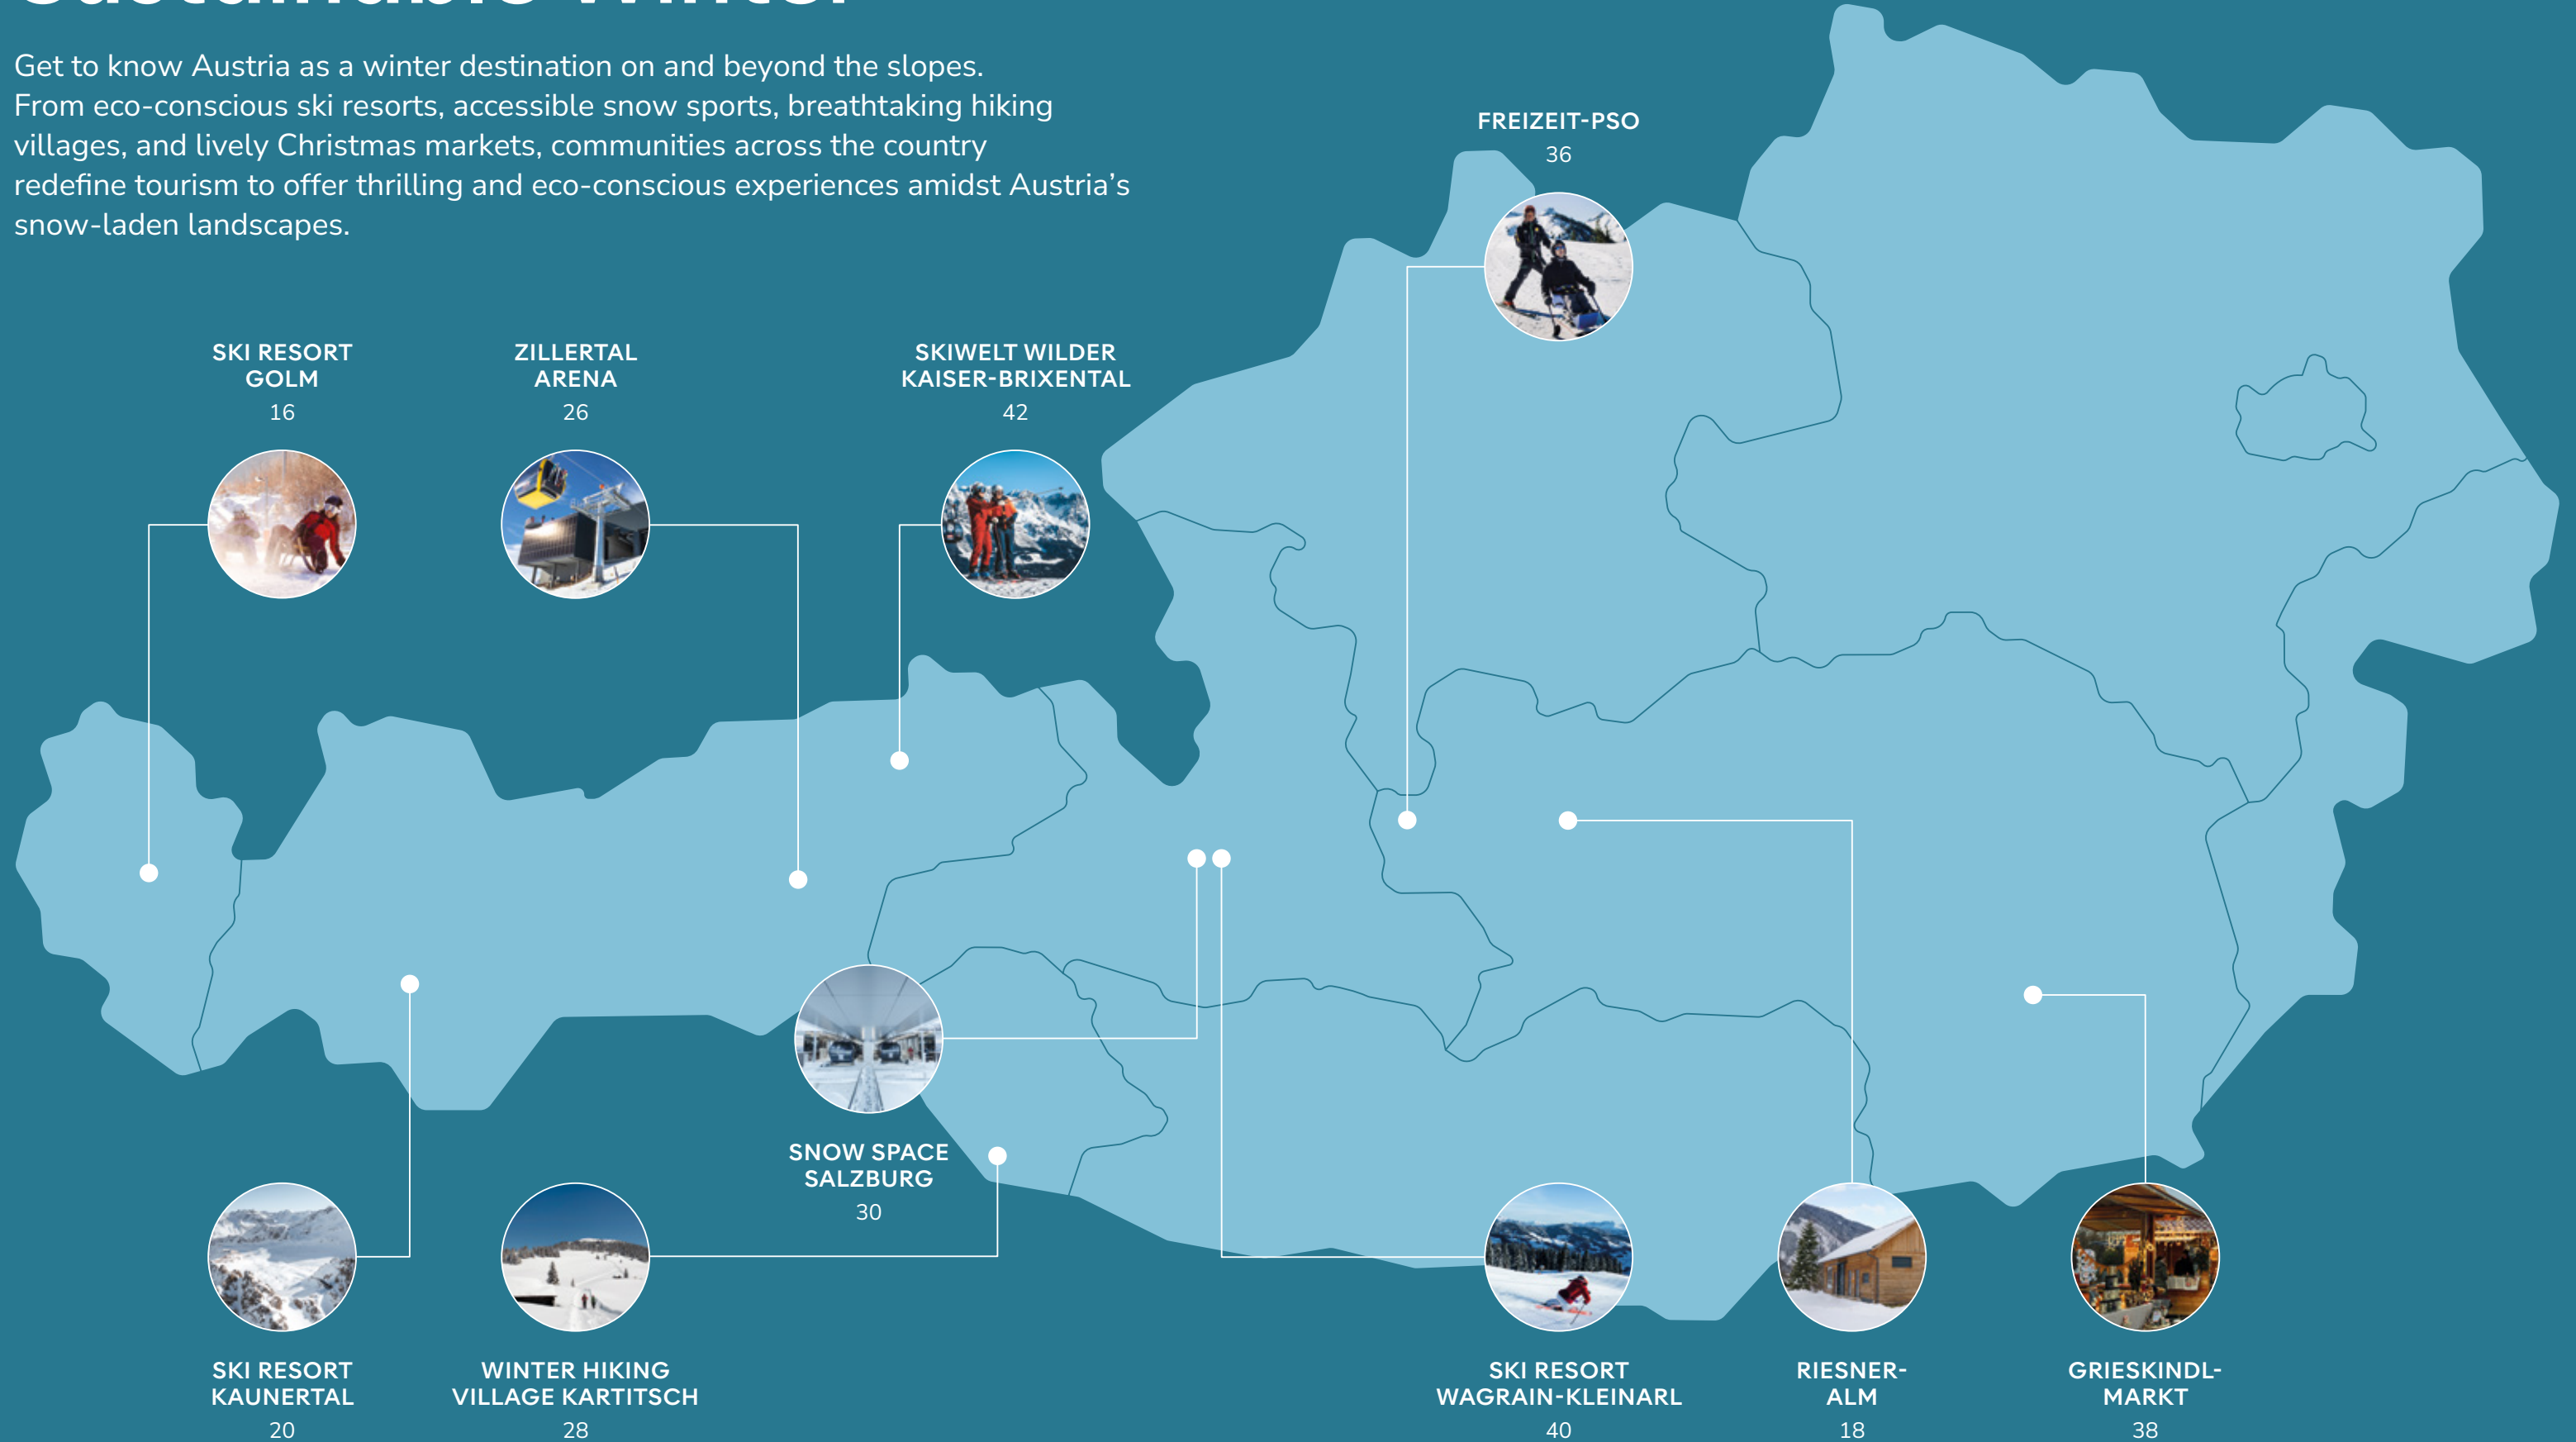 Get to know Austria as a winter destination on and beyond the slopes.
From eco-conscious ski resorts, accessible snow sports, breathtaking hiking
villages, and lively Christmas markets, communities across the country
redefine tourism to offer thrilling and eco-conscious experiences amidst Austria’s
snow-laden landscapes.
FREIZEIT-PSO
36
SKI RESORT
GOLM
16
ZILLERTAL
ARENA
26
SKIWELT WILDER
KAISER-BRIXENTAL
42
SNOW SPACE
SALZBURG
30
SKI RESORT
KAUNERTAL
20
WINTER HIKING
VILLAGE KARTITSCH
28
SKI RESORT
WAGRAIN-KLEINARL
40
RIESNER-
ALM
18
GRIESKINDL-
MARKT
38